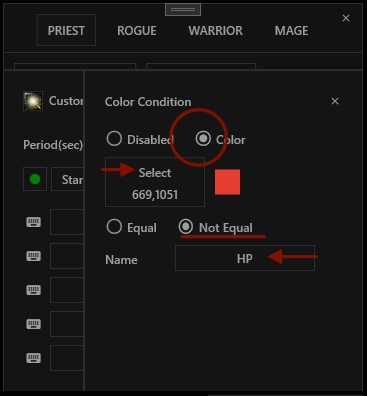 PRIEST ROGUE WARRIOR MAGE
Custo
Color Condition
Disabled Color
Period(sec)
Select
669,1051
Star
Equal Not Equal
Name HP